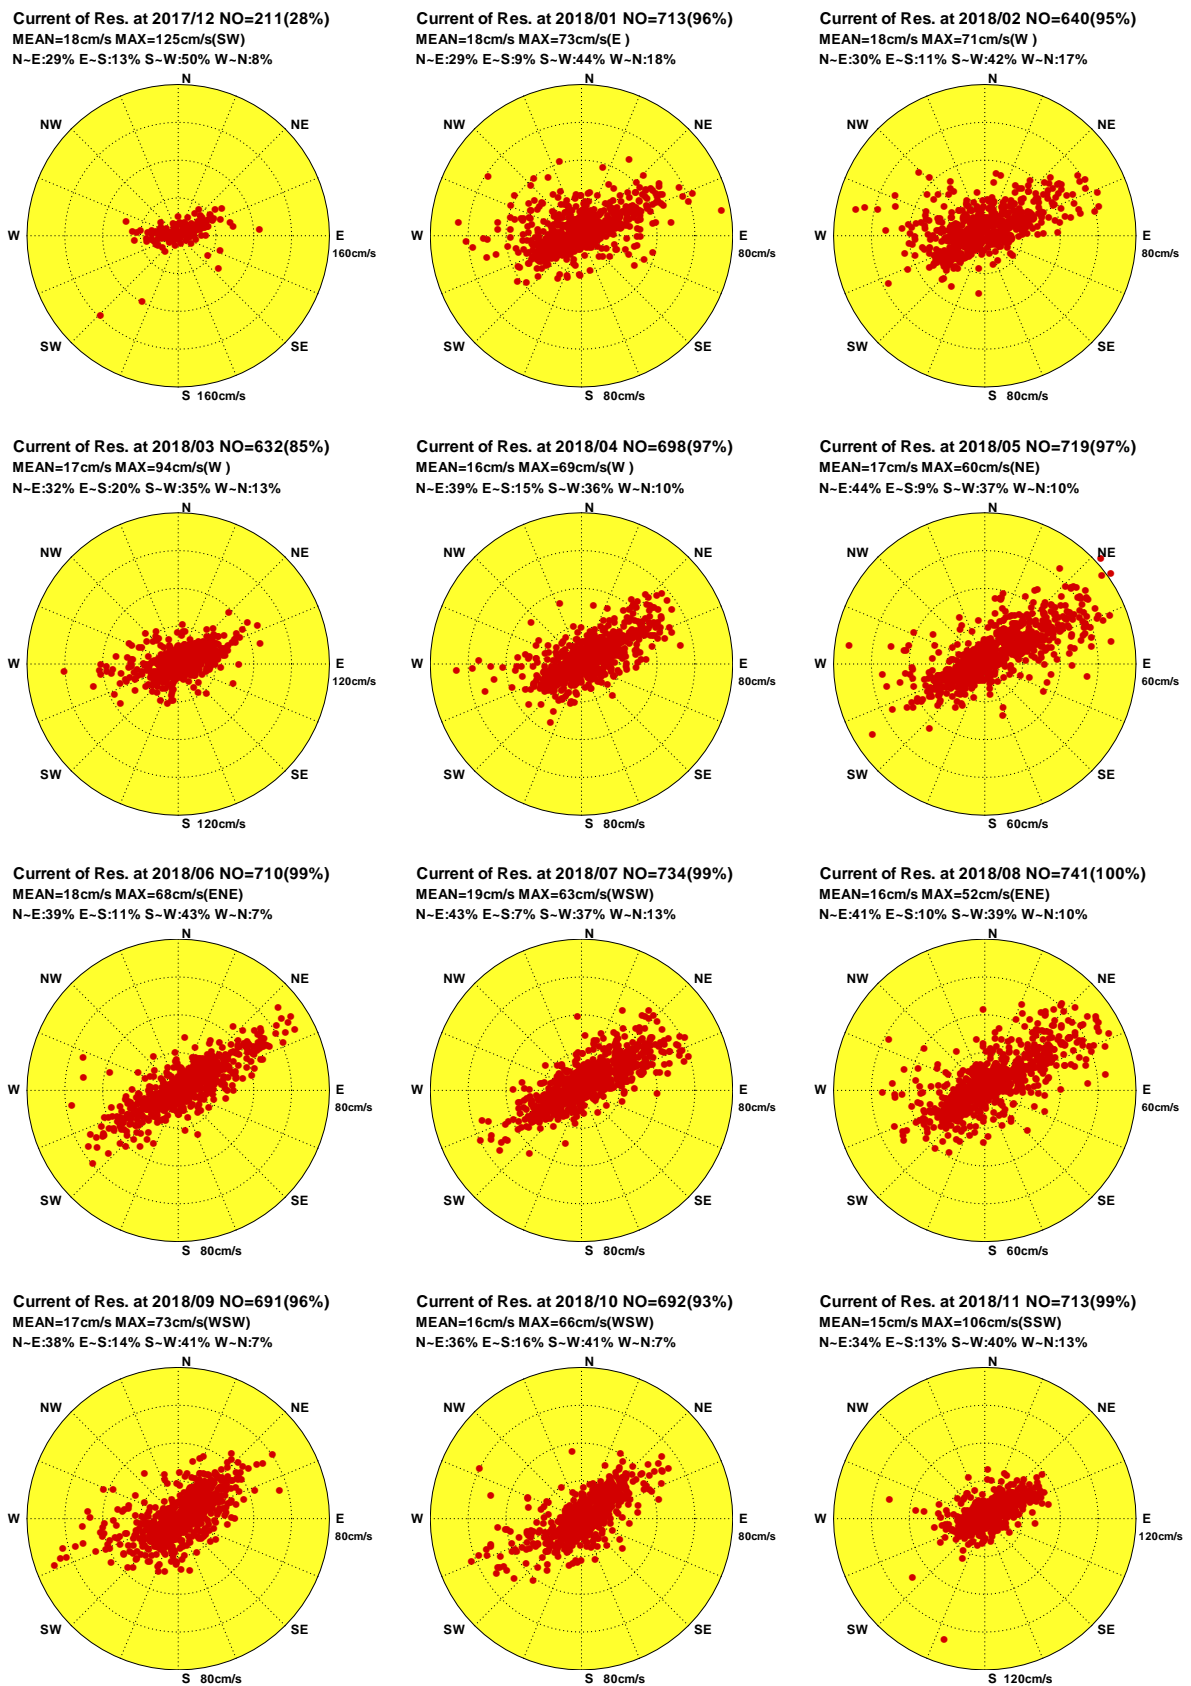 Current of Res. at 2017/12 NO=211(28%)
MEAN=18cm/s MAX=125cm/s(SW)
N~E:29% E~S:13% S~W:50% W~N:8%
N
NW
NE
W
E
160cm/s
SW
SE
S 160cm/s
Current of Res. at 2018/01 NO=713(96%)
MEAN=18cm/s MAX=73cm/s(E )
N~E:29% E~S:9% S~W:44% W~N:18%
N
NW
NE
W
E
80cm/s
SW
SE
S 80cm/s
Current of Res. at 2018/02 NO=640(95%)
MEAN=18cm/s MAX=71cm/s(W )
N~E:30% E~S:11% S~W:42% W~N:17%
N
NW
NE
W
E
80cm/s
SW
SE
S 80cm/s
Current of Res. at 2018/03 NO=632(85%)
MEAN=17cm/s MAX=94cm/s(W )
N~E:32% E~S:20% S~W:35% W~N:13%
N
NW
NE
W
E
120cm/s
SW
SE
S 120cm/s
Current of Res. at 2018/04 NO=698(97%)
MEAN=16cm/s MAX=69cm/s(W )
N~E:39% E~S:15% S~W:36% W~N:10%
N
NW
NE
W
E
80cm/s
SW
SE
S 80cm/s
Current of Res. at 2018/05 NO=719(97%)
MEAN=17cm/s MAX=60cm/s(NE)
N~E:44% E~S:9% S~W:37% W~N:10%
N
NW
NE
W
E
60cm/s
SW
SE
S 60cm/s
Current of Res. at 2018/06 NO=710(99%)
MEAN=18cm/s MAX=68cm/s(ENE)
N~E:39% E~S:11% S~W:43% W~N:7%
N
NW
NE
W
E
80cm/s
SW
SE
S 80cm/s
Current of Res. at 2018/07 NO=734(99%)
MEAN=19cm/s MAX=63cm/s(WSW)
N~E:43% E~S:7% S~W:37% W~N:13%
N
NW
NE
W
E
80cm/s
SW
SE
S 80cm/s
Current of Res. at 2018/08 NO=741(100%)
MEAN=16cm/s MAX=52cm/s(ENE)
N~E:41% E~S:10% S~W:39% W~N:10%
N
NW
NE
W
E
60cm/s
SW
SE
S 60cm/s
Current of Res. at 2018/09 NO=691(96%)
MEAN=17cm/s MAX=73cm/s(WSW)
N~E:38% E~S:14% S~W:41% W~N:7%
N
NW
NE
W
E
80cm/s
SW
SE
S 80cm/s
Current of Res. at 2018/10 NO=692(93%)
MEAN=16cm/s MAX=66cm/s(WSW)
N~E:36% E~S:16% S~W:41% W~N:7%
N
NW
NE
W
E
80cm/s
SW
SE
S 80cm/s
Current of Res. at 2018/11 NO=713(99%)
MEAN=15cm/s MAX=106cm/s(SSW)
N~E:34% E~S:13% S~W:40% W~N:13%
N
NW
NE
W
E
120cm/s
SW
SE
S 120cm/s